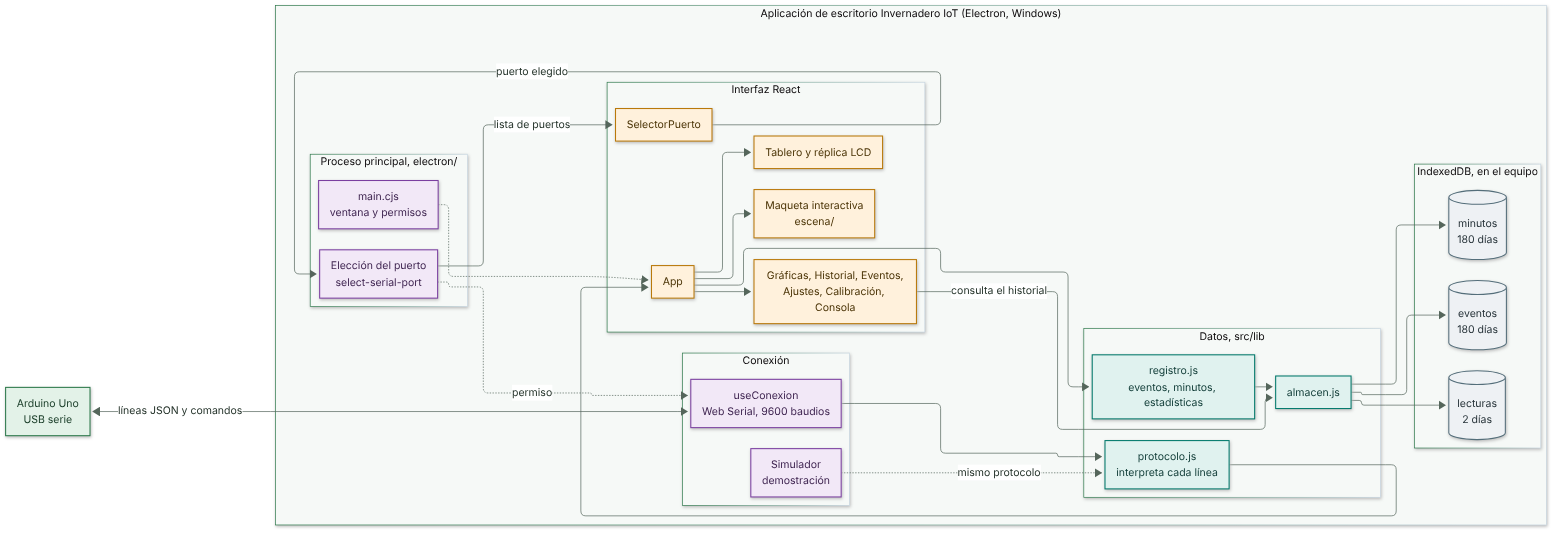 Aplicación de escritorio Invernadero IoT (Electron, Windows)
puerto elegido
Interfaz React
SelectorPuerto
lista de puertos
Tablero y réplica LCD
Proceso principal, electron/
main.cjs
ventana y permisos
Maqueta interactiva
escena/
Elección del puerto
select-serial-port
App
Gráficas, Historial, Eventos,
Ajustes, Calibración,
Consola
consulta el historial
IndexedDB, en el equipo
minutos
180 días
eventos
180 días
lecturas
2 días
Datos, src/lib
registro.js
eventos, minutos,
estadísticas
almacen.js
protocolo.js
interpreta cada línea
Conexión
permiso
useConexion
Web Serial, 9600 baudios
Simulador
demostración
mismo protocolo
Arduino Uno
USB serie
líneas JSON y comandos